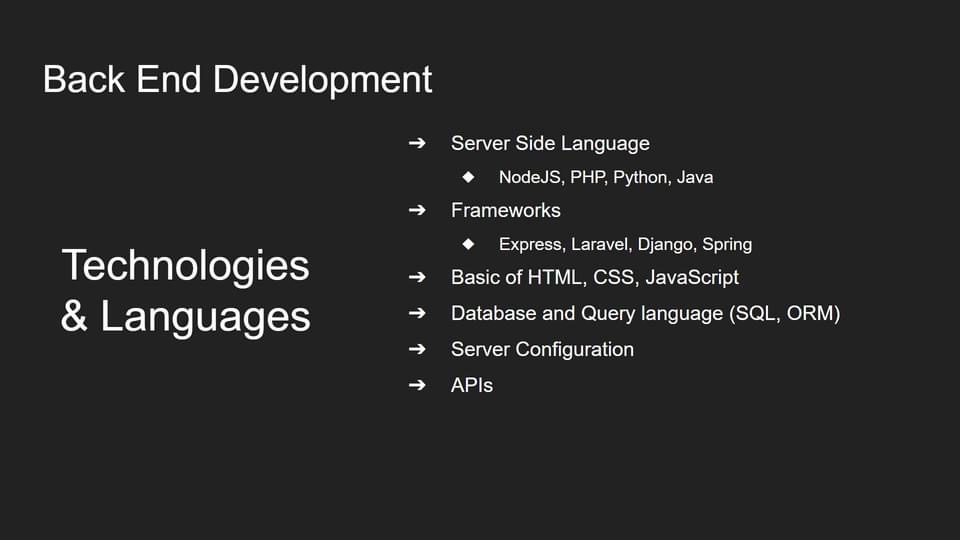 Back End Development
Technologies
& Languages
➔ Server Side Language
◆ NodeJS, PHP, Python, Java
➔ Frameworks
◆ Express, Laravel, Django, Spring
➔ Basic of HTML, CSS, JavaScript
➔ Database and Query language (SQL, ORM)
➔ Server Configuration
➔ APIs